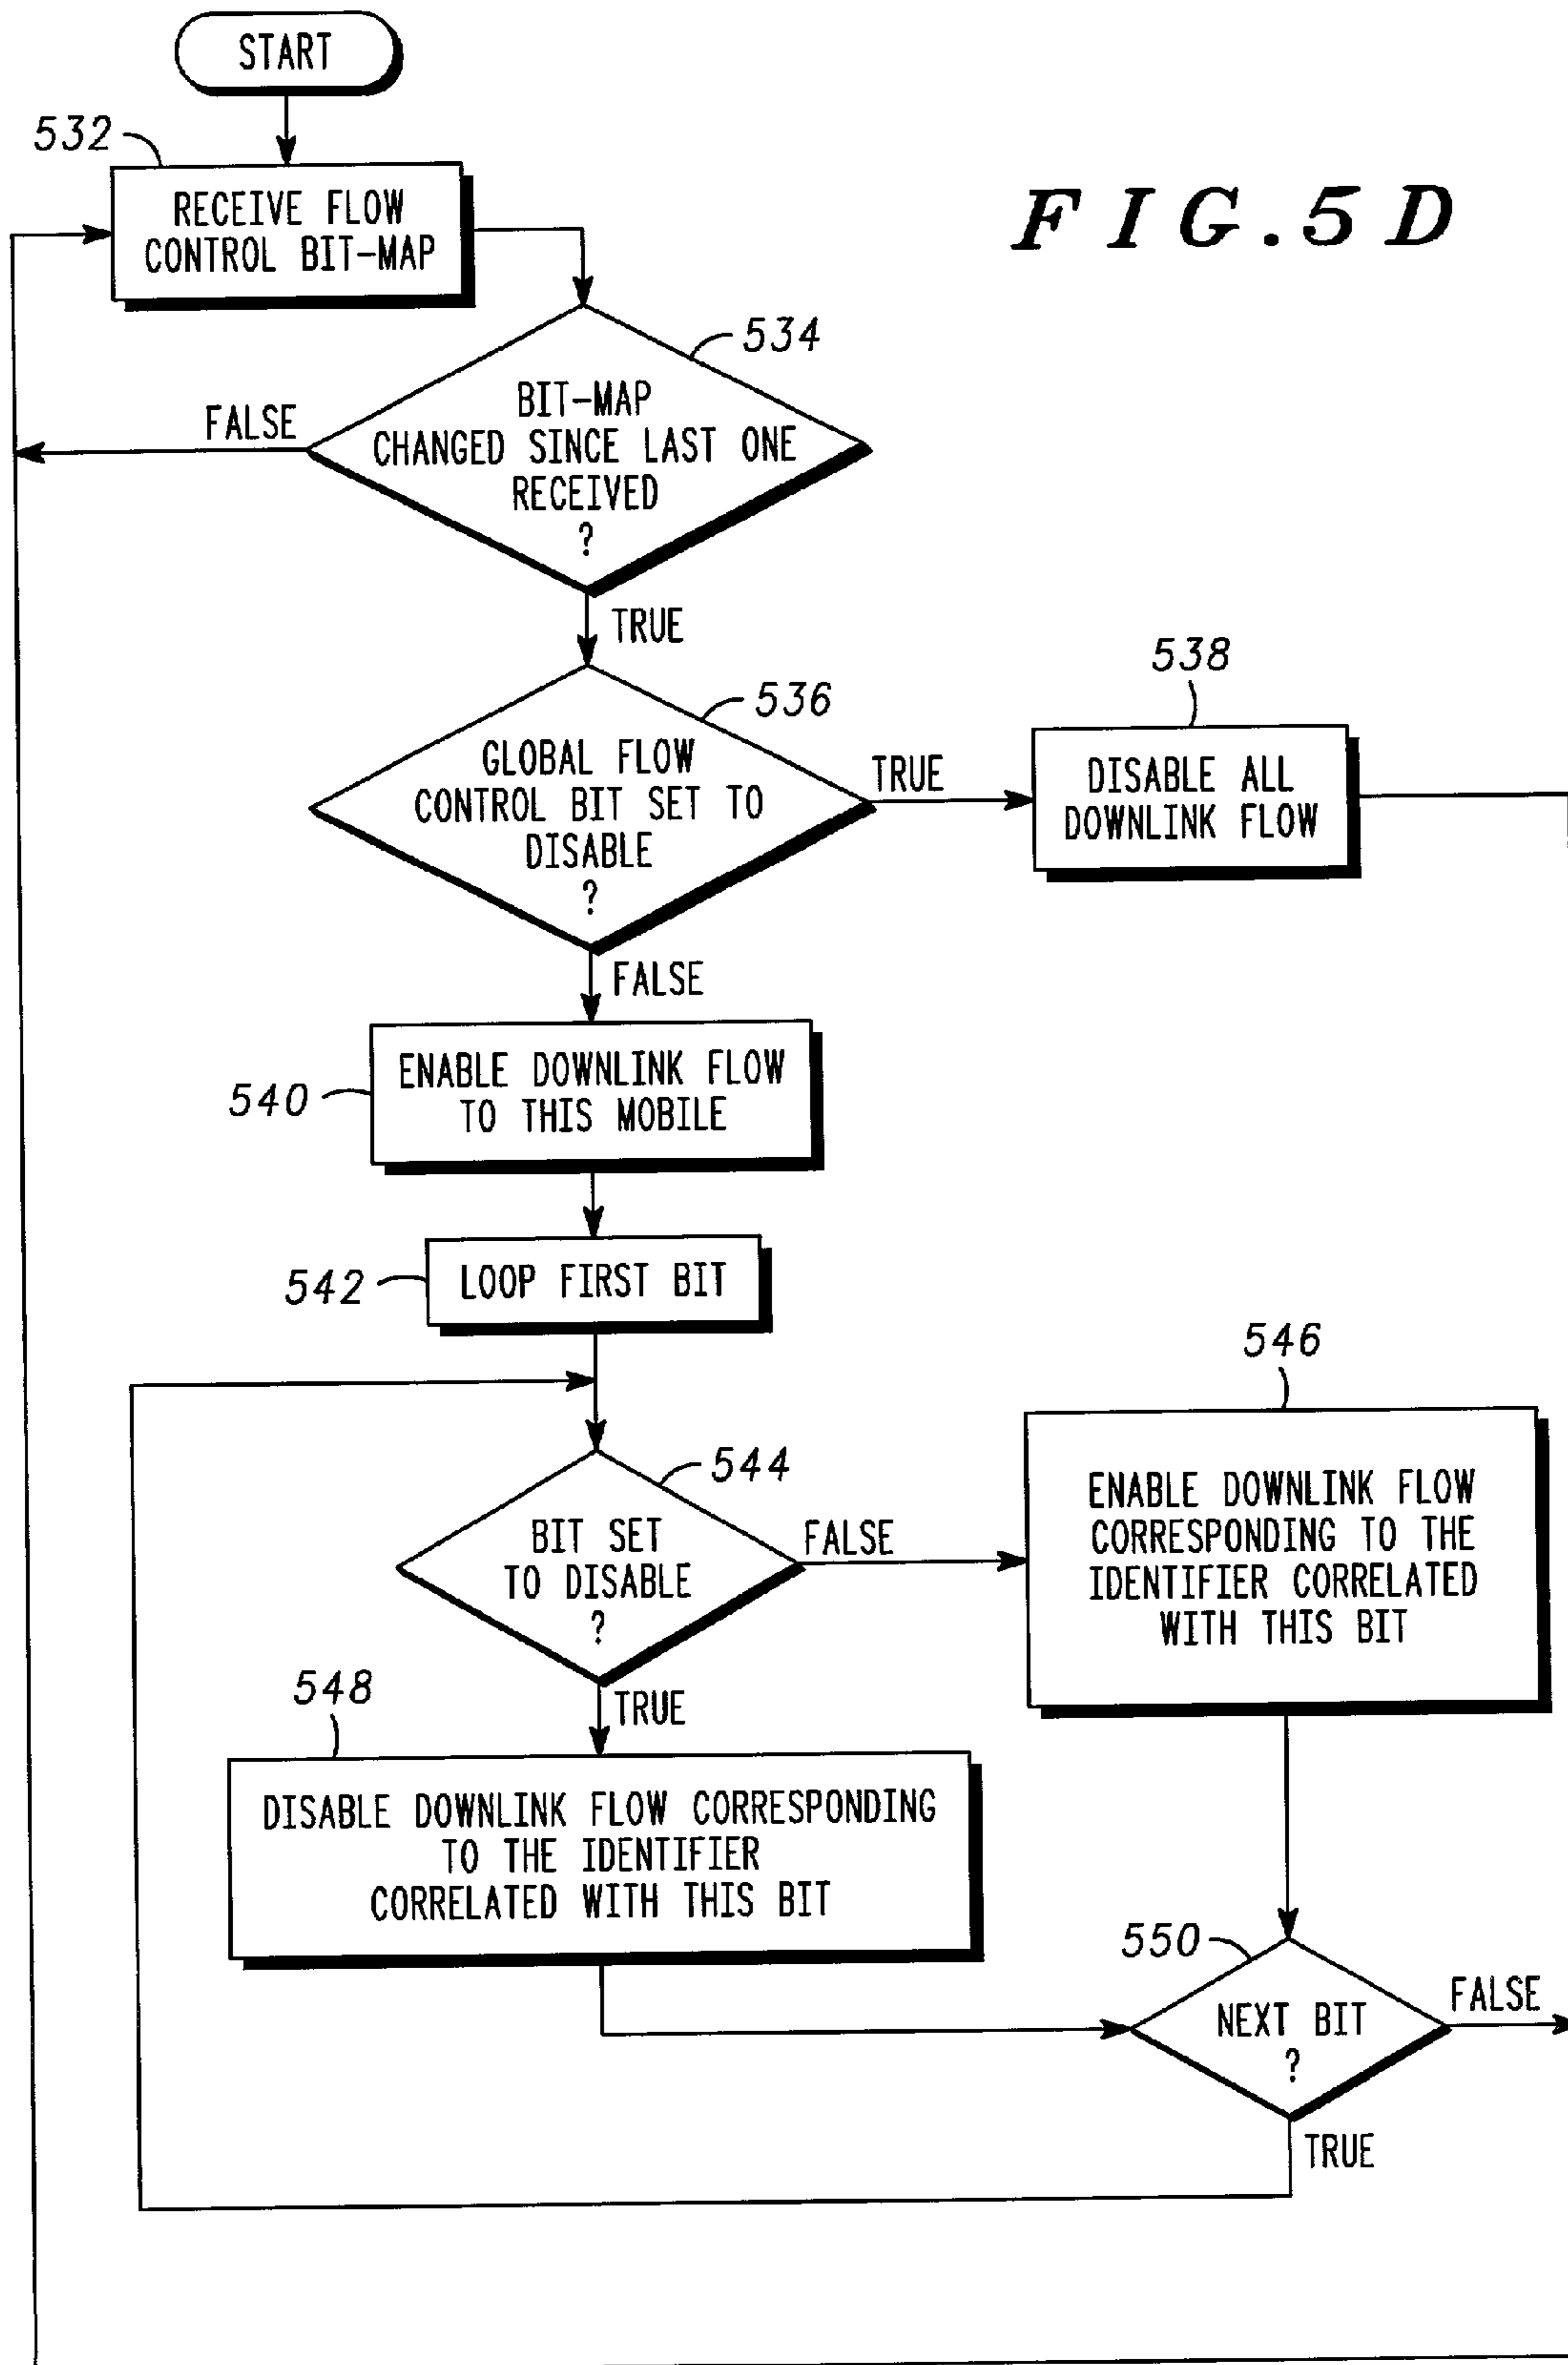 START
532
RECEIVE FLOW
CONTROL BIT-MAP
FIG.5D
534
BIT-MAP
CHANGED SINCE LAST ONE
RECEIVED
?
FALSE
TRUE
536
GLOBAL FLOW
CONTROL BIT SET TO
DISABLE
?
TRUE
538
DISABLE ALL
DOWNLINK FLOW
FALSE
540
ENABLE DOWNLINK FLOW
TO THIS MOBILE
542
LOOP FIRST BIT
544
BIT SET
TO DISABLE
?
FALSE
546
ENABLE DOWNLINK FLOW
CORRESPONDING TO THE
IDENTIFIER CORRELATED
WITH THIS BIT
TRUE
548
DISABLE DOWNLINK FLOW CORRESPONDING
TO THE IDENTIFIER
CORRELATED WITH THIS BIT
550
NEXT BIT
?
FALSE
TRUE